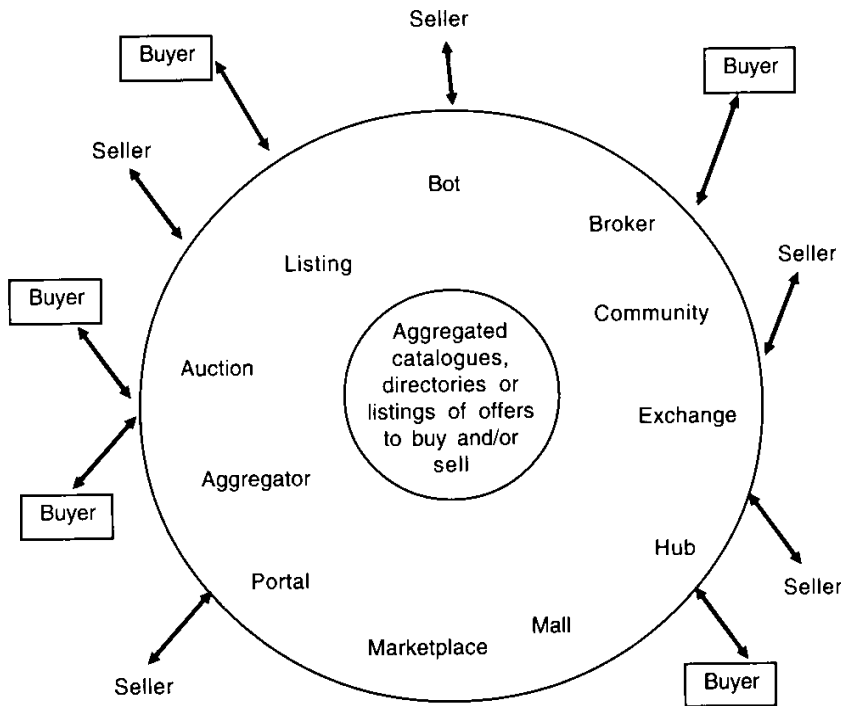 Seller
Buyer
Buyer
Seller
Bot
Broker
Seller
Listing
Buyer
Community
Aggregated
catalogues,
directories or
listings of offers
to buy and/or
sell
Auction
Exchange
Aggregator
Buyer
Hub
Portal
Seller
Mall
Marketplace
Seller
Buyer